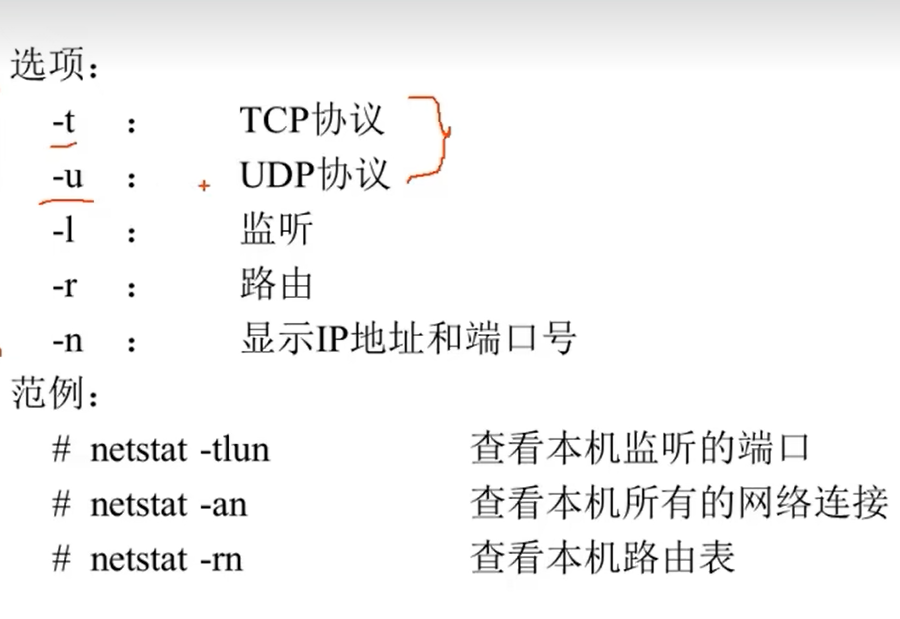 选项：
-t ： TCP协议
-u ： UDP协议
-l ： 监听
-r ： 路由
-n ： 显示IP地址和端口号
范例：
# netstat -tlun 查看本机监听的端口
# netstat -an 查看本机所有的网络连接
# netstat -rn 查看本机路由表